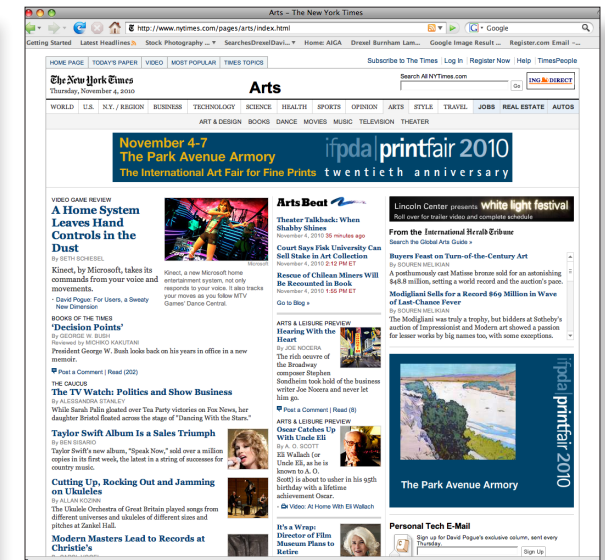 Arts – The New York Times
http://www.nytimes.com/pages/arts/index.html
Google
Getting Started Latest Headlines Stock Photography ... SearchesDrexelDavi... Home: AIGA Drexel Burnham Lam... Google Image Result ... Register.com Email –...
HOME PAGE TODAY'S PAPER VIDEO MOST POPULAR TIMES TOPICS
Subscribe to The Times Log In Register Now Help TimesPeople
The New York Times
Thursday, November 4, 2010
Arts
Search All NYTimes.com
Go
ING DIRECT
WORLD U.S. N.Y. / REGION BUSINESS TECHNOLOGY SCIENCE HEALTH SPORTS OPINION ARTS STYLE TRAVEL JOBS REAL ESTATE AUTOS
ART & DESIGN BOOKS DANCE MOVIES MUSIC TELEVISION THEATER
November 4-7
The Park Avenue Armory
The International Art Fair for Fine Prints
ifpda printfair 2010
twentieth anniversary
VIDEO GAME REVIEW
A Home System
Leaves Hand
Controls in the
Dust
By SETH SCHIESEL
Kinect, by Microsoft, takes its
commands from your voice and
movements.
· David Pogue: For Users, a Sweaty
New Dimension
Microsoft
Kinect, a new Microsoft home
entertainment system, not only
responds to your voice. It also tracks
your moves as you follow MTV
Games' Dance Central.
BOOKS OF THE TIMES
'Decision Points'
By GEORGE W. BUSH
Reviewed by MICHIKO KAKUTANI
President George W. Bush looks back on his years in office in a new
memoir.
Post a Comment | Read (202)
THE CAUCUS
The TV Watch: Politics and Show Business
By ALESSANDRA STANLEY
While Sarah Palin gloated over Tea Party victories on Fox News, her
daughter Bristol floated across the stage of "Dancing With the Stars."
Taylor Swift Album Is a Sales Triumph
By BEN SISARIO
Taylor Swift's new album, "Speak Now," sold over a million
copies in its first week, the latest in a string of successes for
country music.
Cutting Up, Rocking Out and Jamming
on Ukuleles
By ALLAN KOZINN
The Ukulele Orchestra of Great Britain played songs from
different universes and ukuleles of different sizes and
pitches at Zankel Hall.
Modern Masters Lead to Records at
Christie's
Arts Beat
Theater Talkback: When
Shabby Shines
November 4, 2010 35 minutes ago
Court Says Fisk University Can
Sell Stake in Art Collection
November 4, 2010 2:12 PM ET
Rescue of Chilean Miners Will
Be Recounted in Book
November 4, 2010 1:55 PM ET
Go to Blog »
ARTS & LEISURE PREVIEW
Hearing With the
Heart
By JOE NOCERA
The rich oeuvre of
the Broadway
composer Stephen
Sondheim took hold of the business
writer Joe Nocera and never let
him go.
Post a Comment | Read (8)
ARTS & LEISURE PREVIEW
Oscar Catches Up
With Uncle Eli
By A. O. SCOTT
Eli Wallach (or
Uncle Eli, as he is
known to A. O.
Scott) is about to usher in his 95th
birthday with a lifetime
achievement Oscar.
· Video: At Home With Eli Wallach
It's a Wrap:
Director of Film
Museum Plans to
Retire
Lincoln Center presents white light festival
Roll over for trailer video and complete schedule
From the International Herald Tribune
Search the Global Arts Guide »
Buyers Feast on Turn-of-the-Century Art
By SOUREN MELIKIAN
A posthumously cast Matisse bronze sold for an astonishing
$48.8 million, setting a world record and the auction's pace.
Modigliani Sells for a Record $69 Million in Wave
of Last-Chance Fever
By SOUREN MELIKIAN
The Modigliani was truly a trophy, but bidders at Sotheby's
auction of Impressionist and Modern art showed a passion
for lesser works by big names too, with some exceptions.
ifpda printfair 2010
The Park Avenue Armory
Personal Tech E-Mail
Sign up for David Pogue's exclusive column, sent every
Thursday.
Sign Up